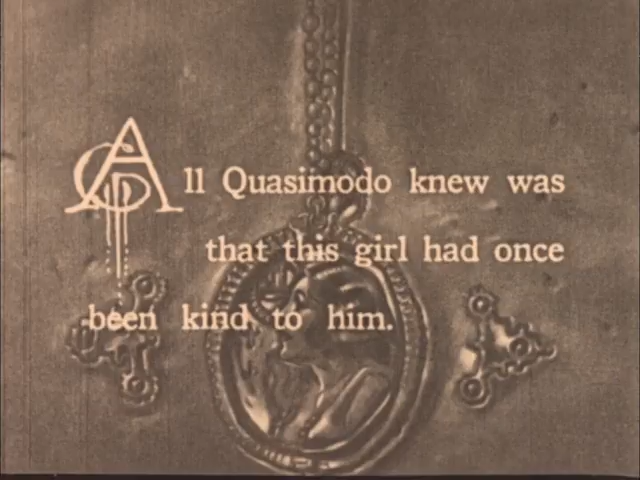 All Quasimodo knew was
that this girl had once
been kind to him.